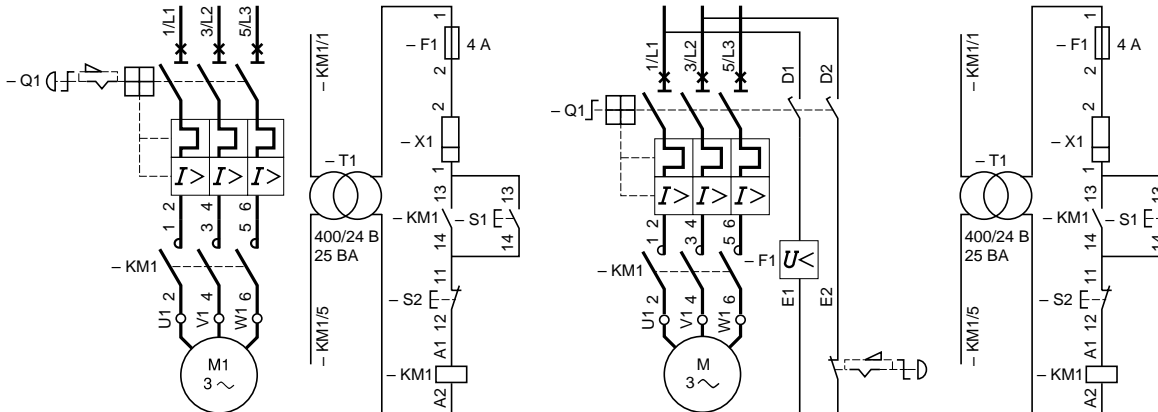 1/L1
3/L2
5/L3
– Q1
I>
I>
I>
2
4
6
1
3
5
– KM1
2
4
6
U1
V1
W1
M1
3 ~
– KM1/1
– T1
400/24 В
25 ВА
– KM1/5
1
– F1
4 A
2
2
– X1
1
13
– KM1
14
13
– S1
14
11
– S2
12
A1
– KM1
A2
1/L1
3/L2
5/L3
D1
D2
– Q1
I>
I>
I>
2
4
6
1
3
5
– KM1
– F1
U<
E1
E2
2
4
6
U1
V1
W1
M
3 ~
– KM1/1
– T1
400/24 В
25 ВА
– KM1/5
1
– F1
4 A
2
2
– X1
1
13
– KM1
14
13
– S1
14
11
– S2
12
A1
– KM1
A2